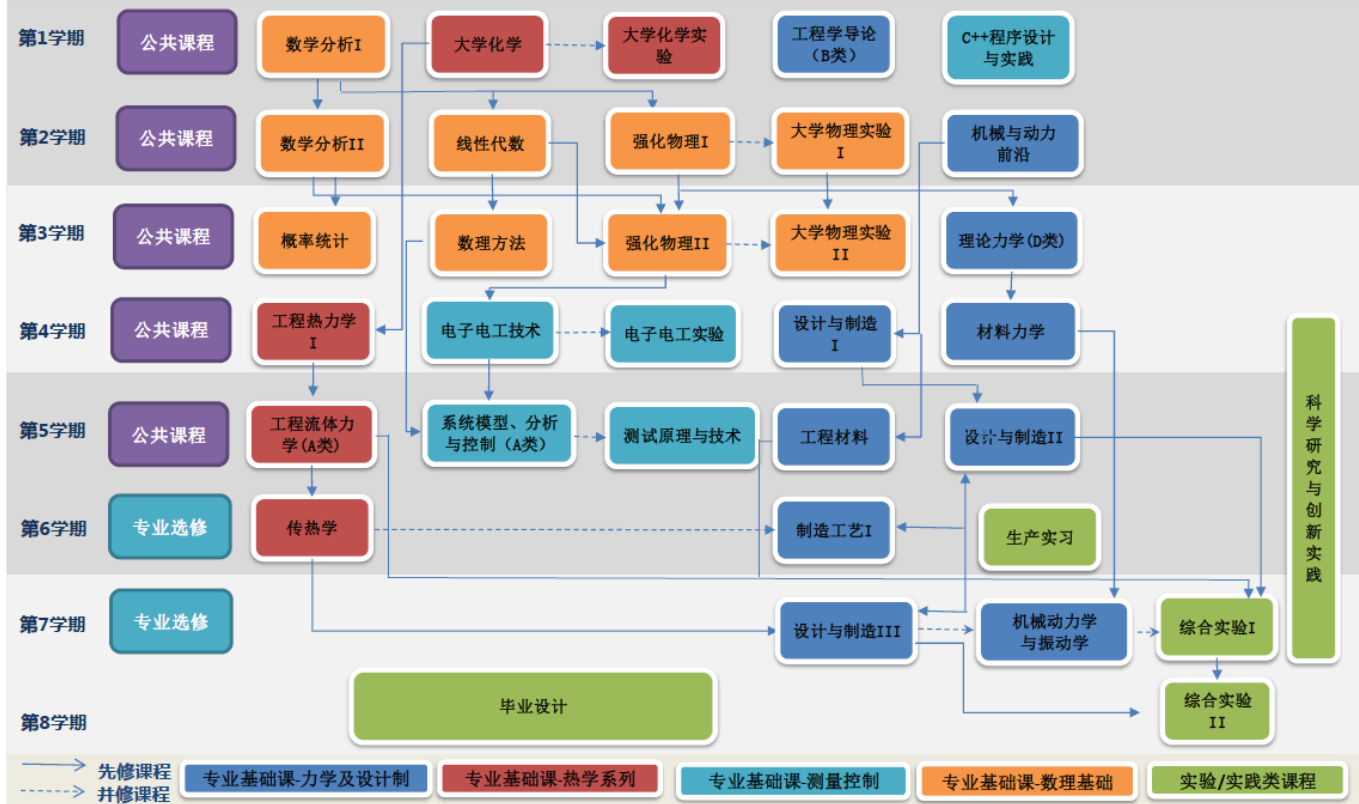 第1学期
公共课程
数学分析I
大学化学
大学化学实
验
工程学导论
（B类）
C++程序设计
与实践
第2学期
公共课程
数学分析II
线性代数
强化物理I
大学物理实验
I
机械与动力
前沿
第3学期
公共课程
概率统计
数理方法
强化物理II
大学物理实验
II
理论力学(D类)
第4学期
公共课程
工程热力学
I
电子电工技术
电子电工实验
设计与制造
I
材料力学
第5学期
公共课程
工程流体力
学(A类)
系统模型、分析
与控制（A类）
测试原理与技术
工程材料
设计与制造II
第6学期
专业选修
传热学
制造工艺I
生产实习
科学研究与创新实践
第7学期
专业选修
设计与制造III
机械动力学
与振动学
综合实验I
第8学期
毕业设计
综合实验
II
先修课程
并修课程
专业基础课-力学及设计制
专业基础课-热学系列
专业基础课-测量控制
专业基础课-数理基础
实验/实践类课程